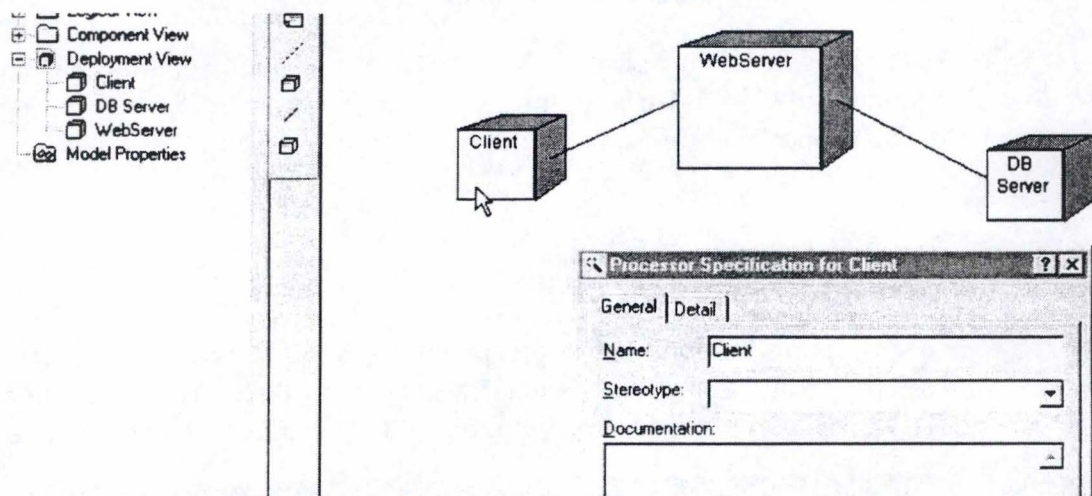 Component View
Deployment View
Client
DB Server
WebServer
Model Properties
WebServer
Client
DB
Server
Processor Specification for Client
General
Detail
Name:
Client
Stereotype:
Documentation: